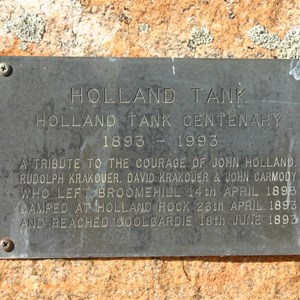 HOLLAND TANK
HOLLAND TANK CENTENARY
1893 - 1993
A TRIBUTE TO THE COURAGE OF JOHN HOLLAND,
RUDOLPH KRAKOUER, DAVID KRAKOUER & JOHN CARMODY
WHO LEFT BROOMEHILL 14th APRIL 1893
CAMPED AT HOLLAND ROCK 26th APRIL 1893
AND REACHED COOLGARDIE 18th JUNE 1893